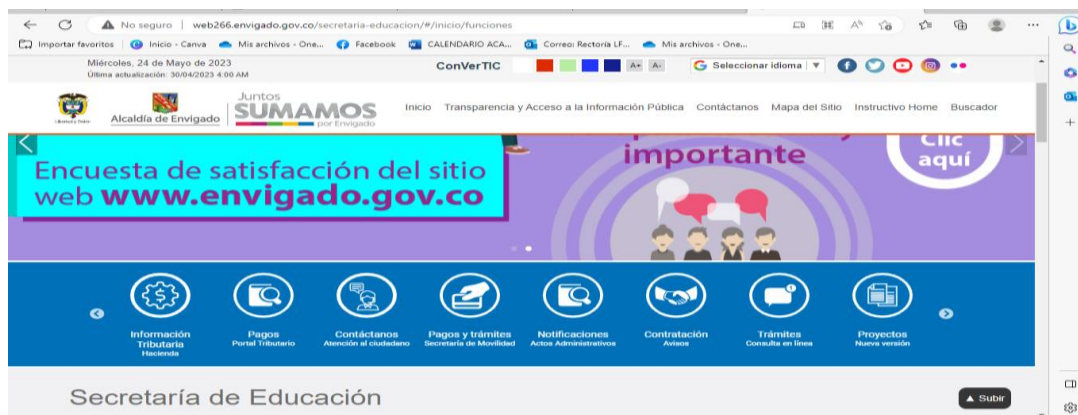 No seguro | web266.envigado.gov.co/secretaria-educacion/#/inicio/funciones
Importar favoritos Inicio - Canva Mis archivos - One... Facebook CALENDARIO ACA... Correo: Rectoría LF... Mis archivos - One...
Miércoles, 24 de Mayo de 2023
Última actualización: 30/04/2023 4:00 AM
ConVerTIC A+ A- Seleccionar idioma
Alcaldía de Envigado
Juntos
SUMAMOS
por Envigado
Inicio Transparencia y Acceso a la Información Pública Contáctanos Mapa del Sitio Instructivo Home Buscador
Encuesta de satisfacción del sitio
web www.envigado.gov.co
importante
Clic
aquí
Información
Tributaria
Hacienda
Pagos
Portal Tributario
Contáctanos
Atención al ciudadano
Pagos y trámites
Secretaría de Movilidad
Notificaciones
Actos Administrativos
Contratación
Avisos
Trámites
Consulta en línea
Proyectos
Nueva versión
Secretaría de Educación
Subir